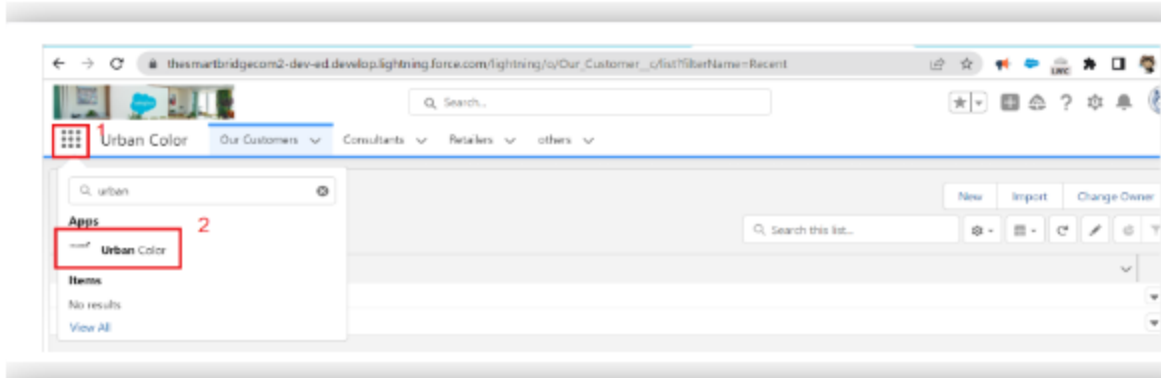 thesmartbridgecom2-dev-ed.develop.lightning.force.com/lightning/o/Our_Customer__c/list?filterName=Recent
LWC
Search...
1
Urban Color
Our Customers
Consultants
Retailers
others
urban
New
Import
Change Owner
Apps
2
Search this list...
Urban Color
Items
No results
View All